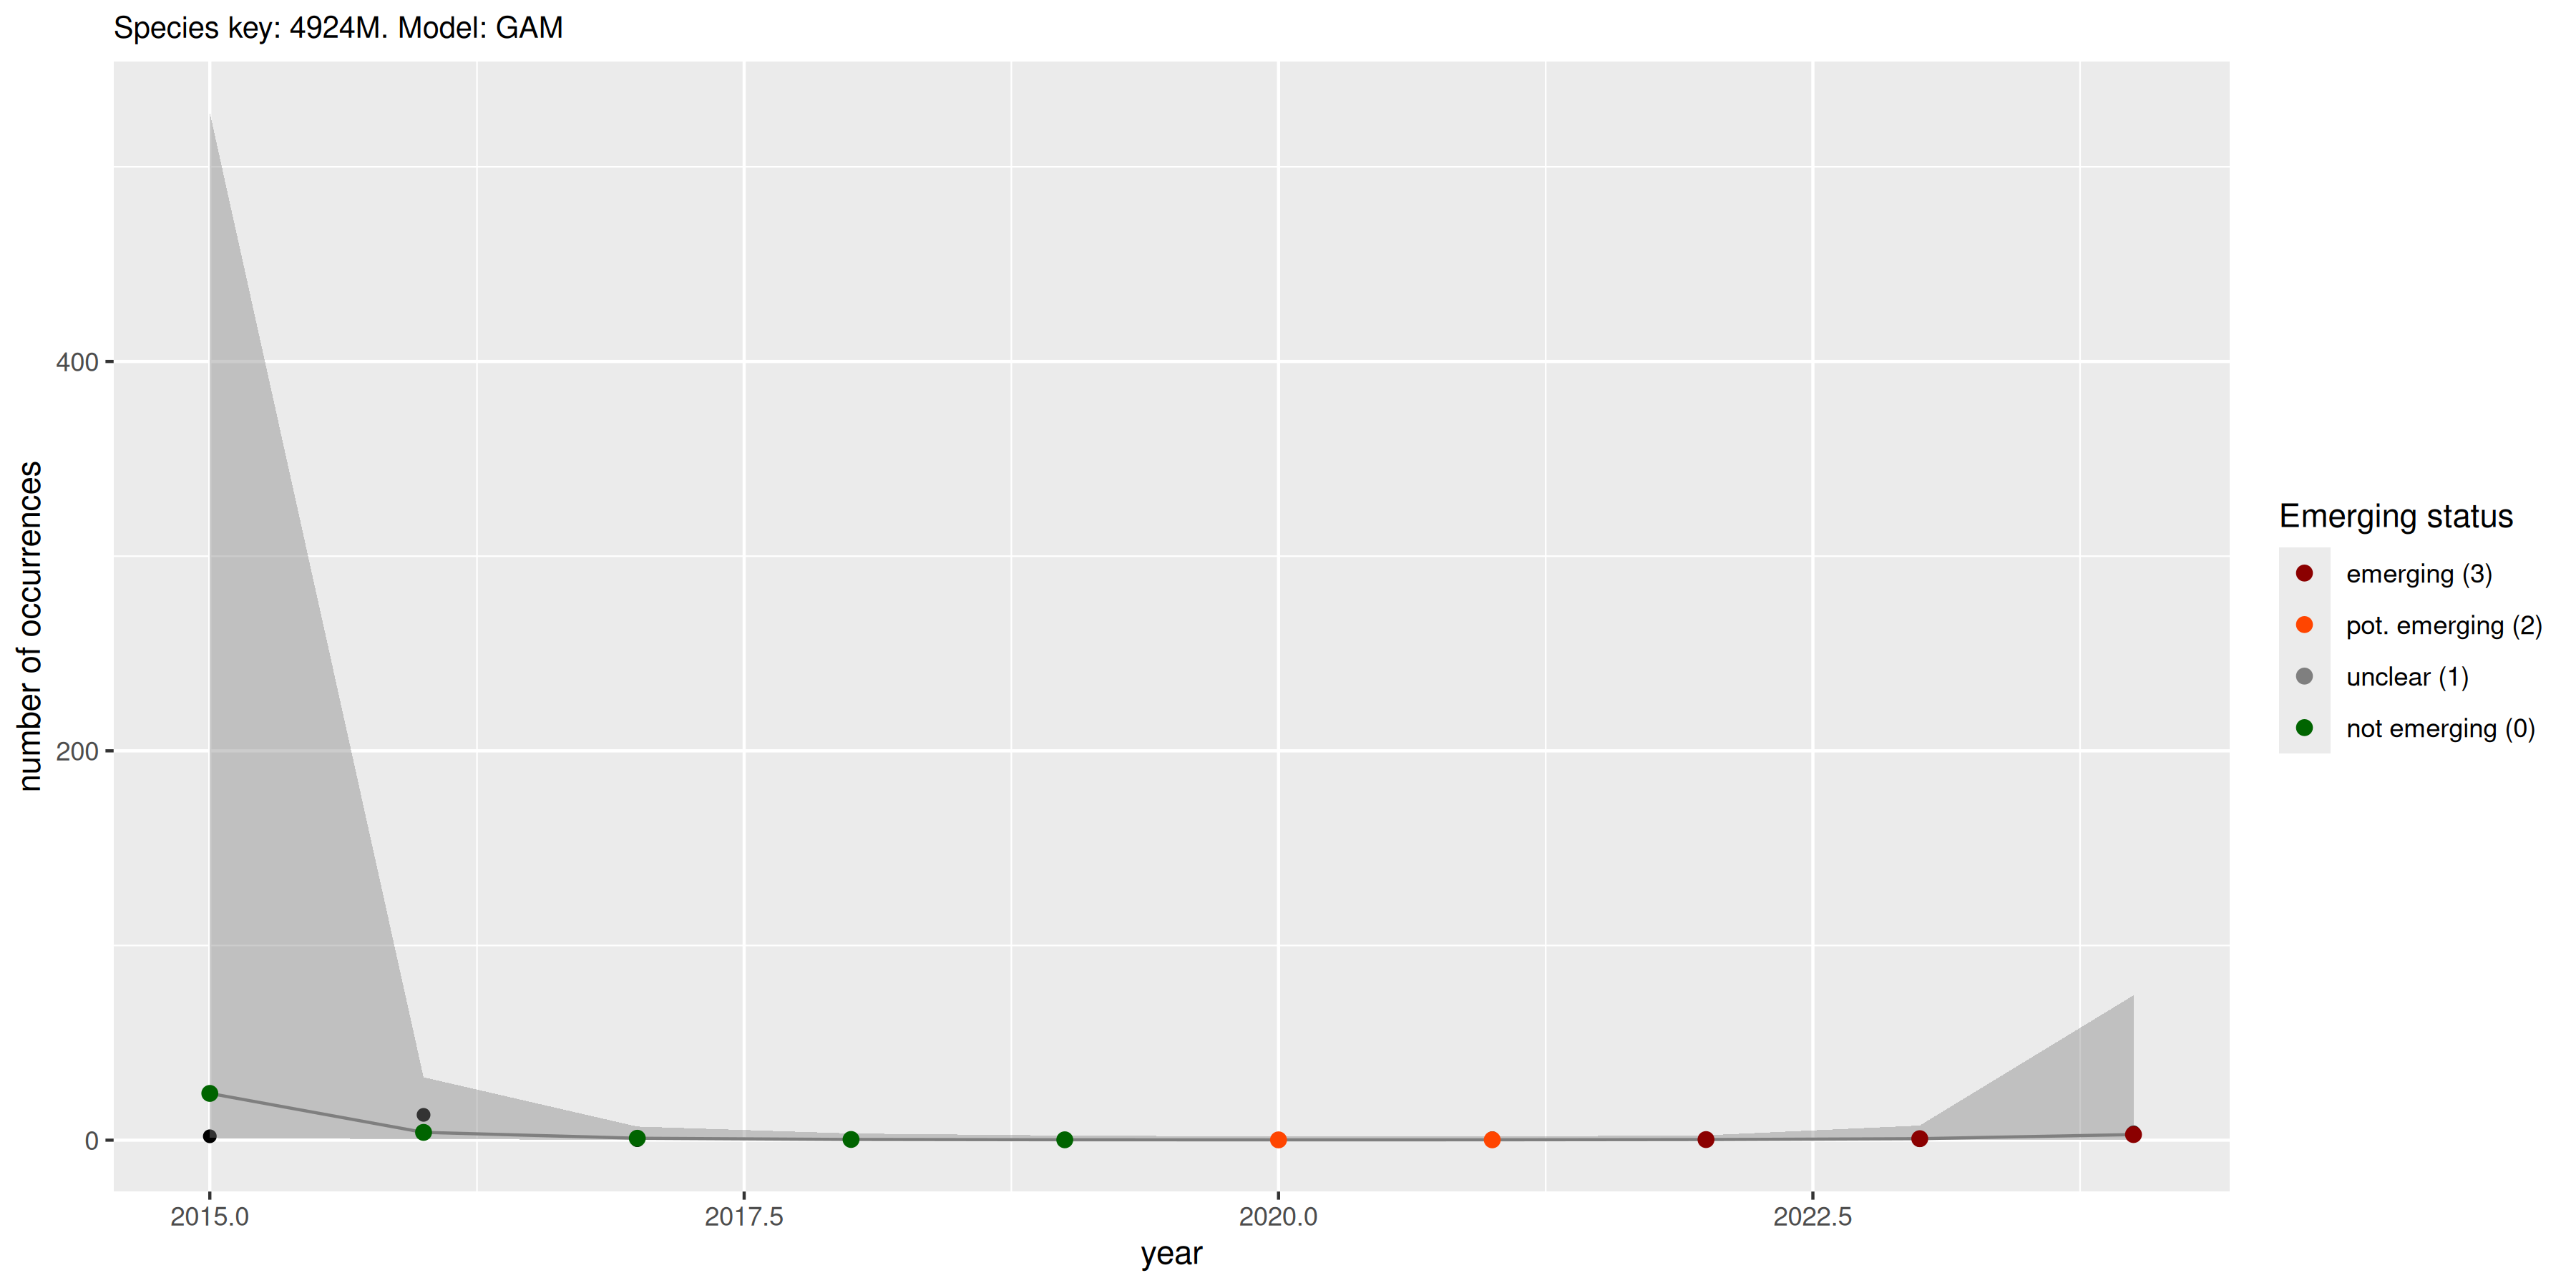 Species key: 4924M. Model: GAM
number of occurrences
400
200
0
2015.0
2017.5
2020.0
2022.5
year
Emerging status
emerging (3)
pot. emerging (2)
unclear (1)
not emerging (0)